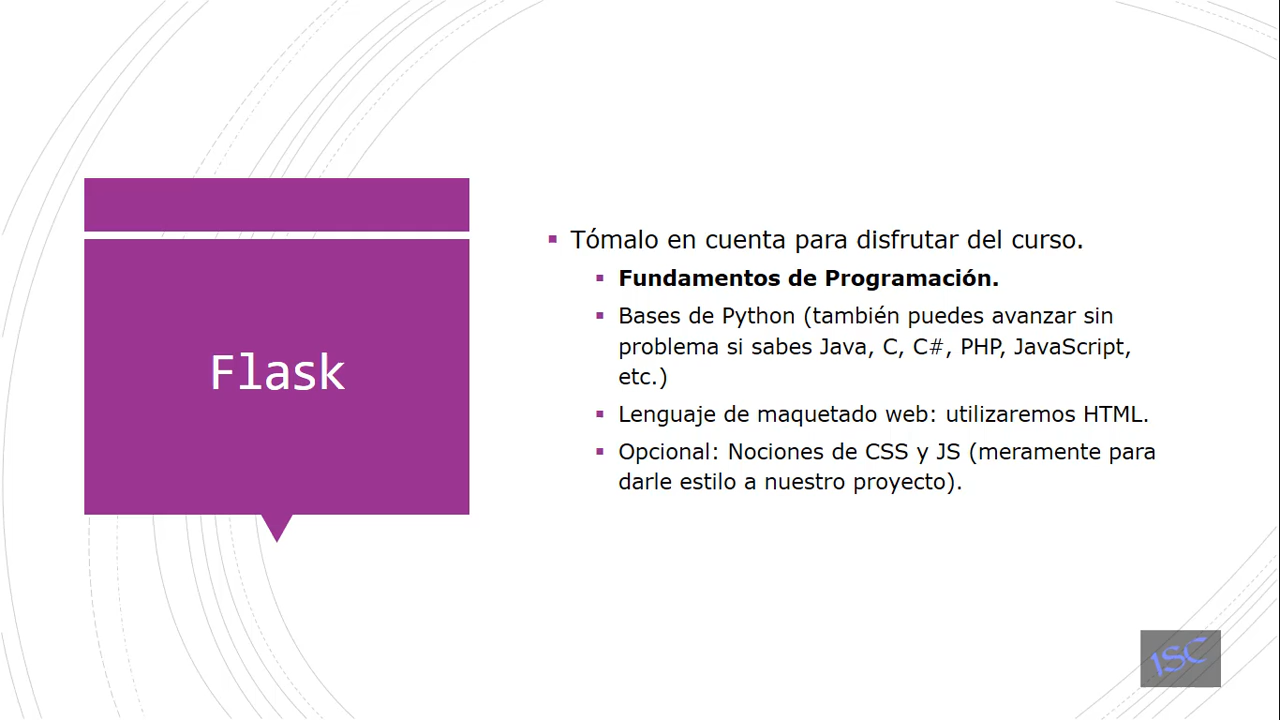 Flask
Tómalo en cuenta para disfrutar del curso.
Fundamentos de Programación.
Bases de Python (también puedes avanzar sin
problema si sabes Java, C, C#, PHP, JavaScript,
etc.)
Lenguaje de maquetado web: utilizaremos HTML.
Opcional: Nociones de CSS y JS (meramente para
darle estilo a nuestro proyecto).
ISC